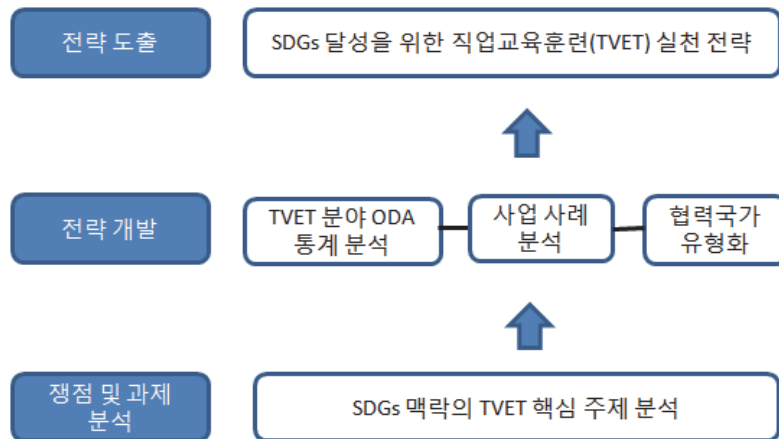 전략 도출
SDGs 달성을 위한 직업교육훈련(TVET) 실천 전략
전략 개발
TVET 분야 ODA
통계 분석
사업 사례
분석
협력국가
유형화
쟁점 및 과제
분석
SDGs 맥락의 TVET 핵심 주제 분석